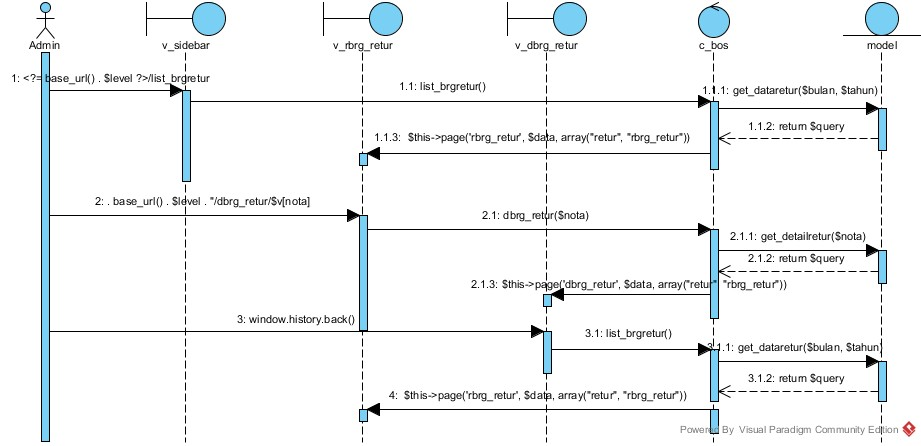 Admin
v_sidebar
v_rbrg_retur
v_dbrg_retur
c_bos
model
1: <?= base_url() . $level ?>/list_brgretur
1.1: list_brgretur()
1.1.1: get_dataretur($bulan, $tahun)
1.1.2: return $query
1.1.3:  $this->page('rbrg_retur', $data, array("retur", "rbrg_retur"))
2: . base_url() . $level . "/dbrg_retur/$v[nota]
2.1: dbrg_retur($nota)
2.1.1: get_detailretur($nota)
2.1.2: return $query
2.1.3: $this->page('dbrg_retur', $data, array("retur", "rbrg_retur"))
3: window.history.back()
3.1: list_brgretur()
3.1.1: get_dataretur($bulan, $tahun)
3.1.2: return $query
4:  $this->page('rbrg_retur', $data, array("retur", "rbrg_retur"))
Powered By Visual Paradigm Community Edition